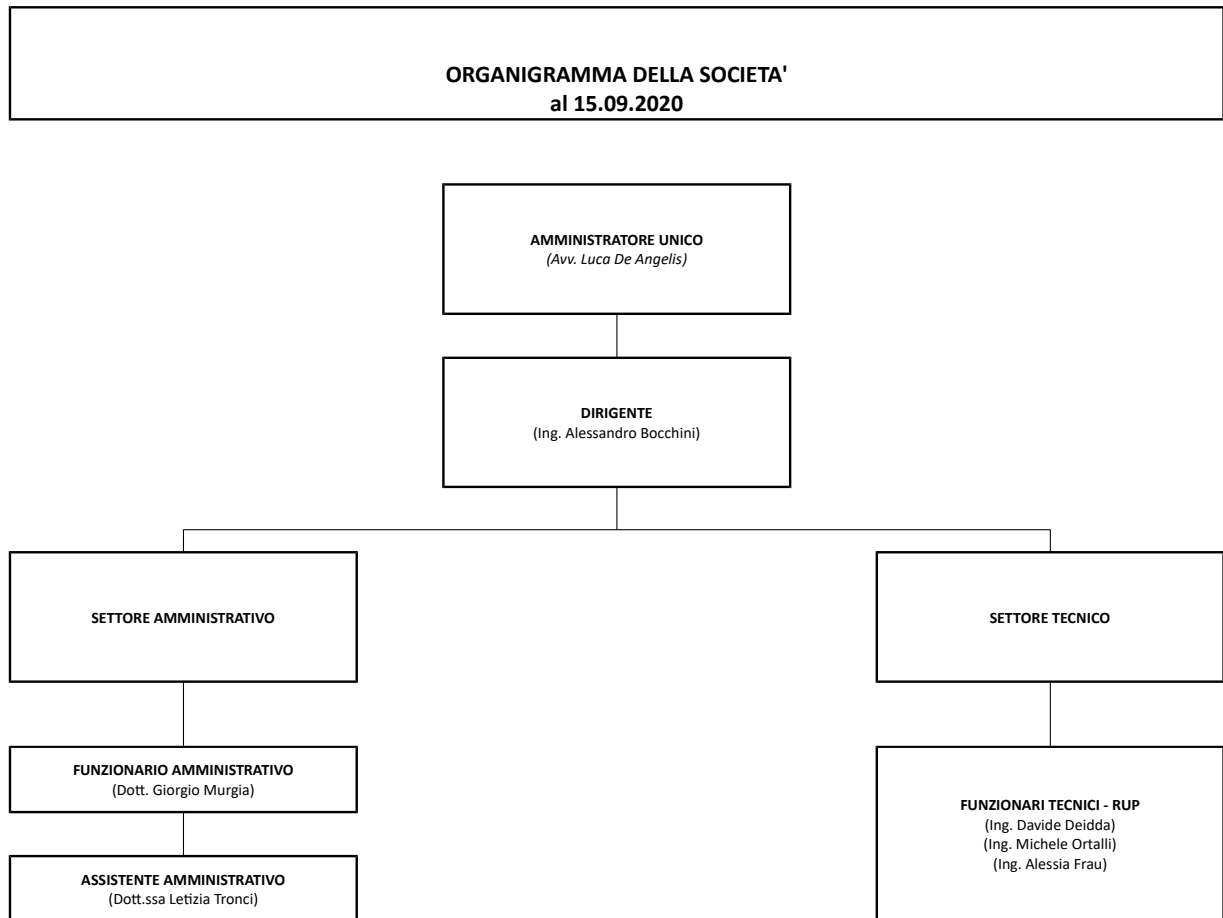 ORGANIGRAMMA DELLA SOCIETA'
al 15.09.2020
AMMINISTRATORE UNICO
(Avv. Luca De Angelis)
DIRIGENTE
(Ing. Alessandro Bocchini)
SETTORE AMMINISTRATIVO
SETTORE TECNICO
FUNZIONARIO AMMINISTRATIVO
(Dott. Giorgio Murgia)
ASSISTENTE AMMINISTRATIVO
(Dott.ssa Letizia Tronci)
FUNZIONARI TECNICI - RUP
(Ing. Davide Deidda)
(Ing. Michele Ortalli)
(Ing. Alessia Frau)